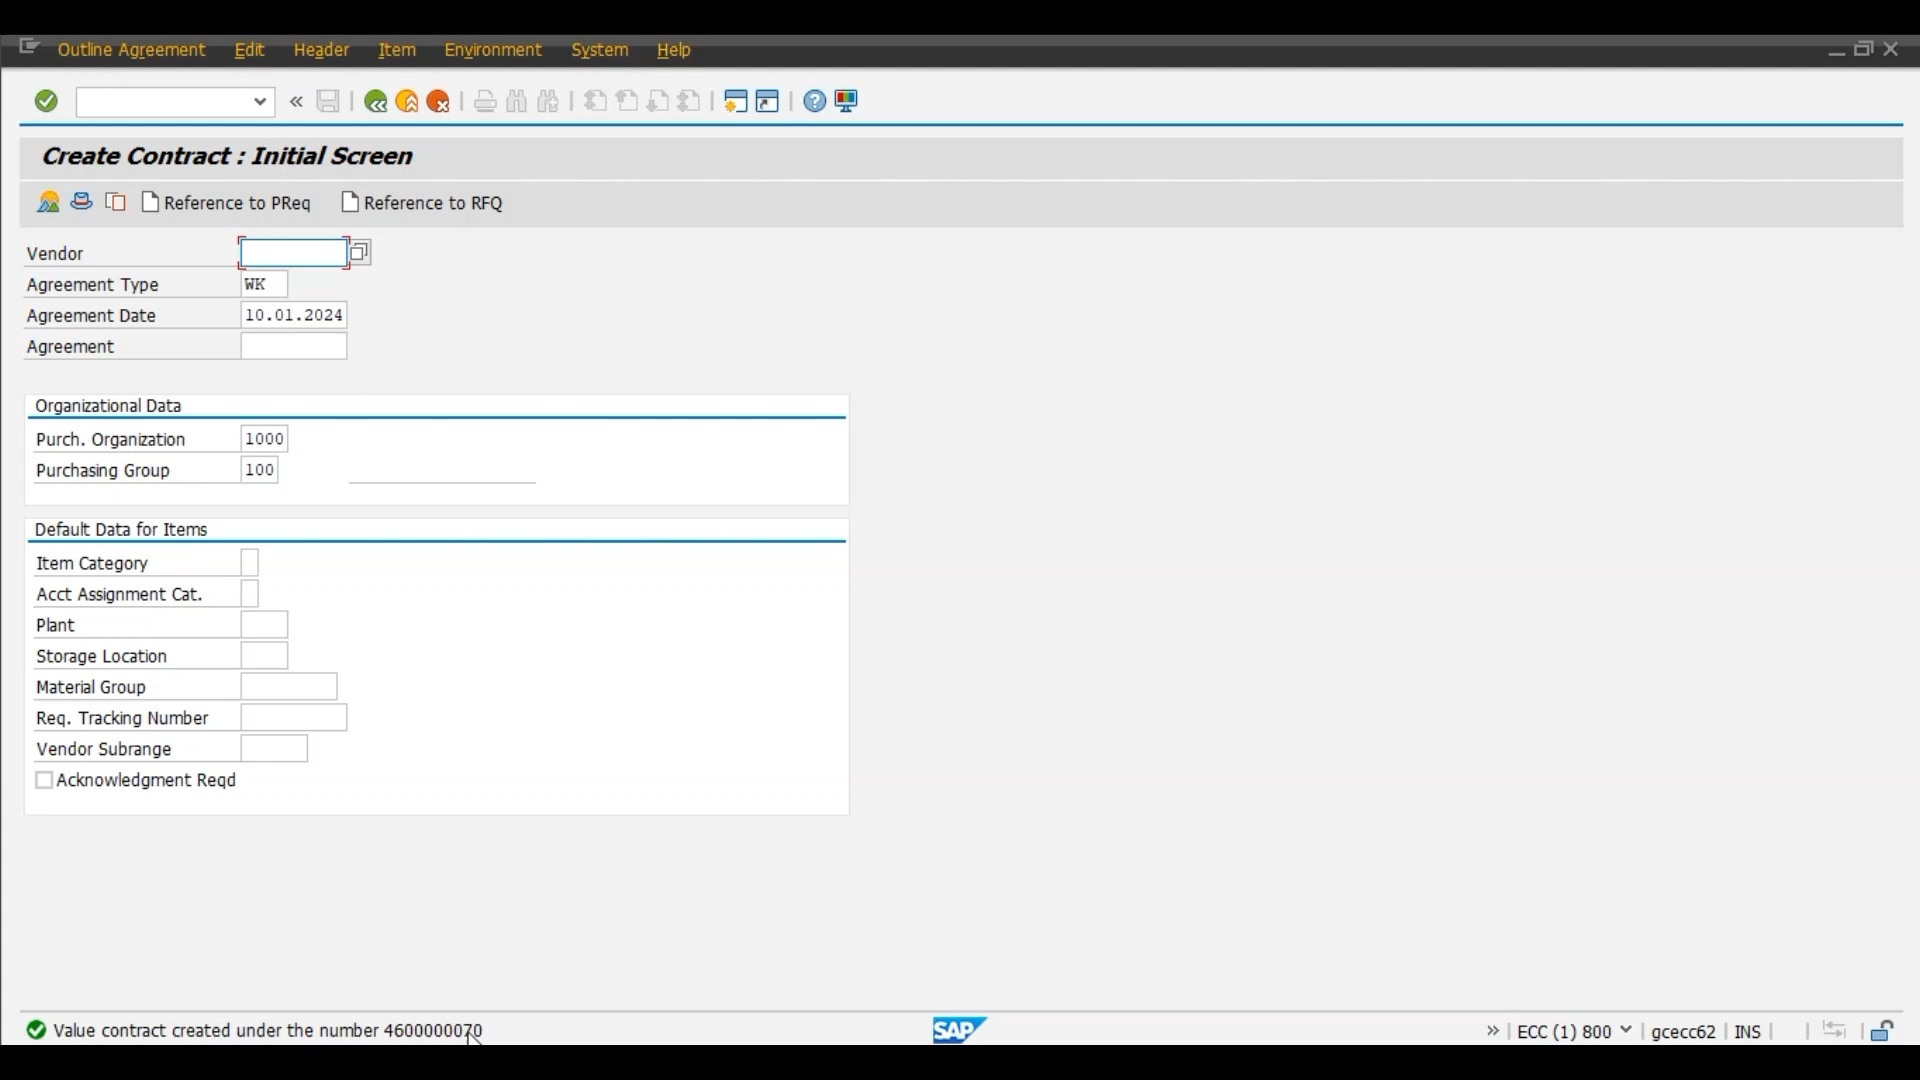 Outline Agreement Edit Header Item Environment System Help
Create Contract : Initial Screen
Reference to PReq Reference to RFQ
Vendor
Agreement Type WK
Agreement Date 10.01.2024
Agreement
Organizational Data
Purch. Organization 1000
Purchasing Group 100
Default Data for Items
Item Category
Acct Assignment Cat.
Plant
Storage Location
Material Group
Req. Tracking Number
Vendor Subrange
Acknowledgment Reqd
Value contract created under the number 4600000070 SAP ECC (1) 800 gcecc62 INS